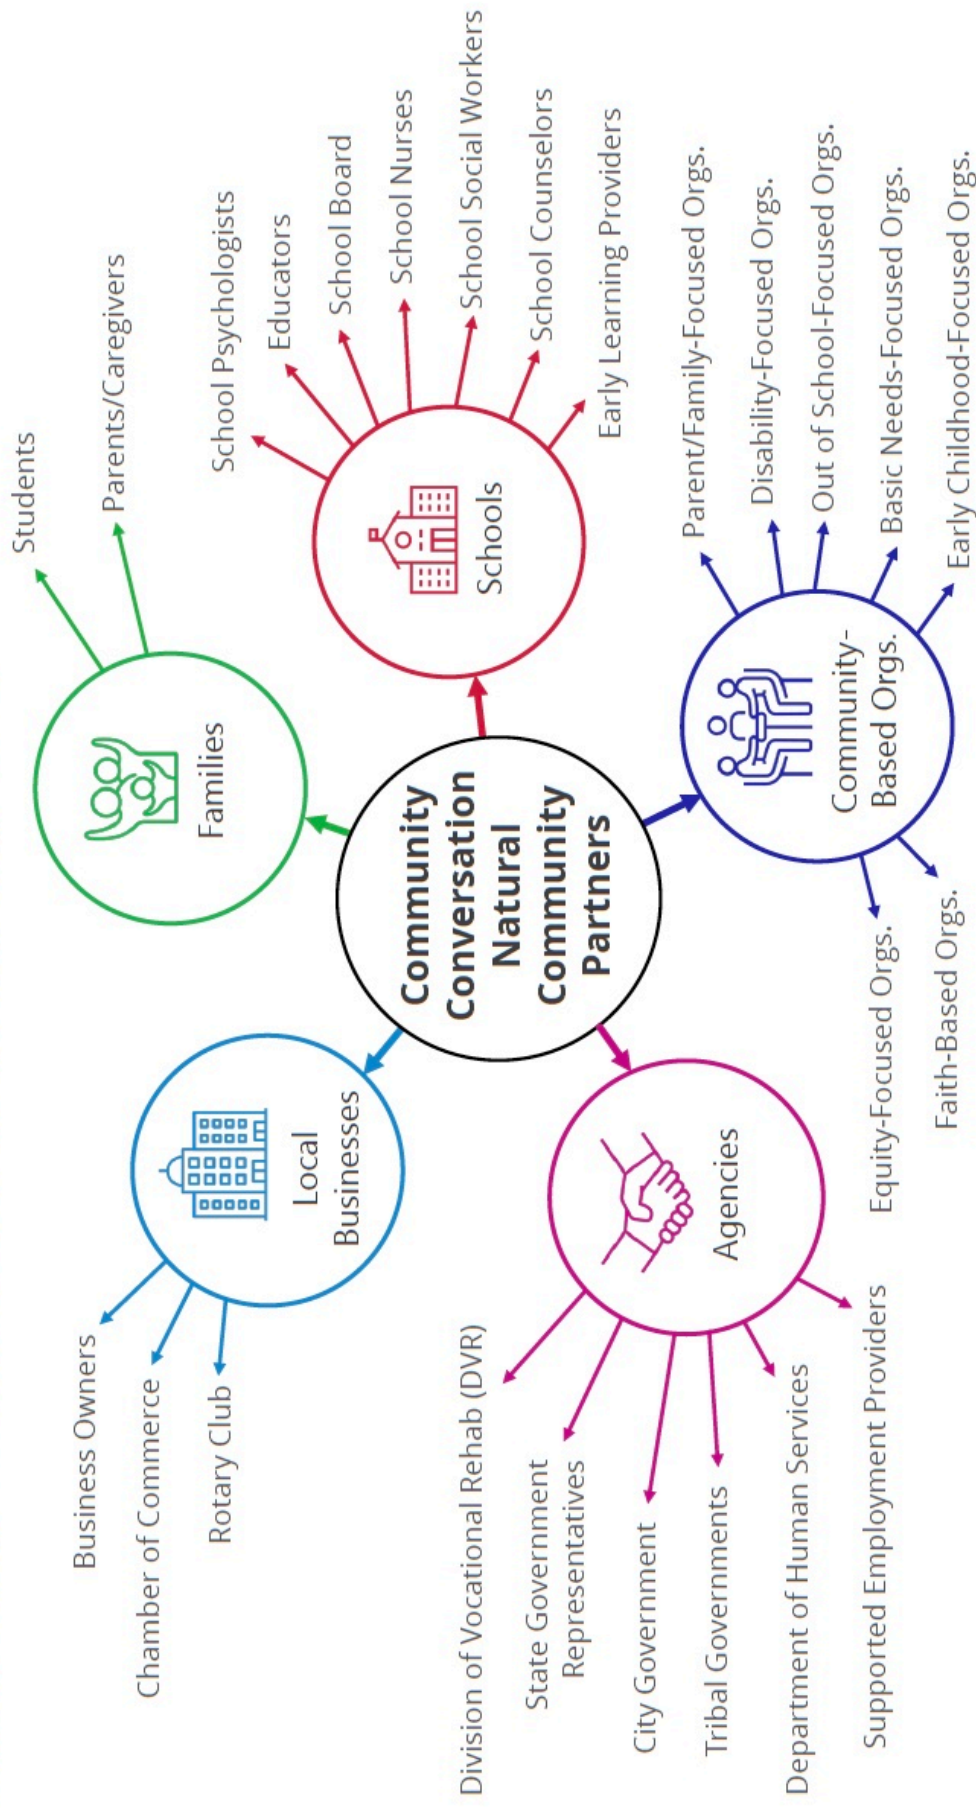 Community
Conversation
Natural
Community
Partners
Families
Students
Parents/Caregivers
Schools
School Psychologists
Educators
School Board
School Nurses
School Social Workers
School Counselors
Early Learning Providers
Community-
Based Orgs.
Parent/Family-Focused Orgs.
Disability-Focused Orgs.
Out of School-Focused Orgs.
Basic Needs-Focused Orgs.
Early Childhood-Focused Orgs.
Equity-Focused Orgs.
Faith-Based Orgs.
Agencies
Division of Vocational Rehab (DVR)
State Government
Representatives
City Government
Tribal Governments
Department of Human Services
Supported Employment Providers
Local
Businesses
Business Owners
Chamber of Commerce
Rotary Club